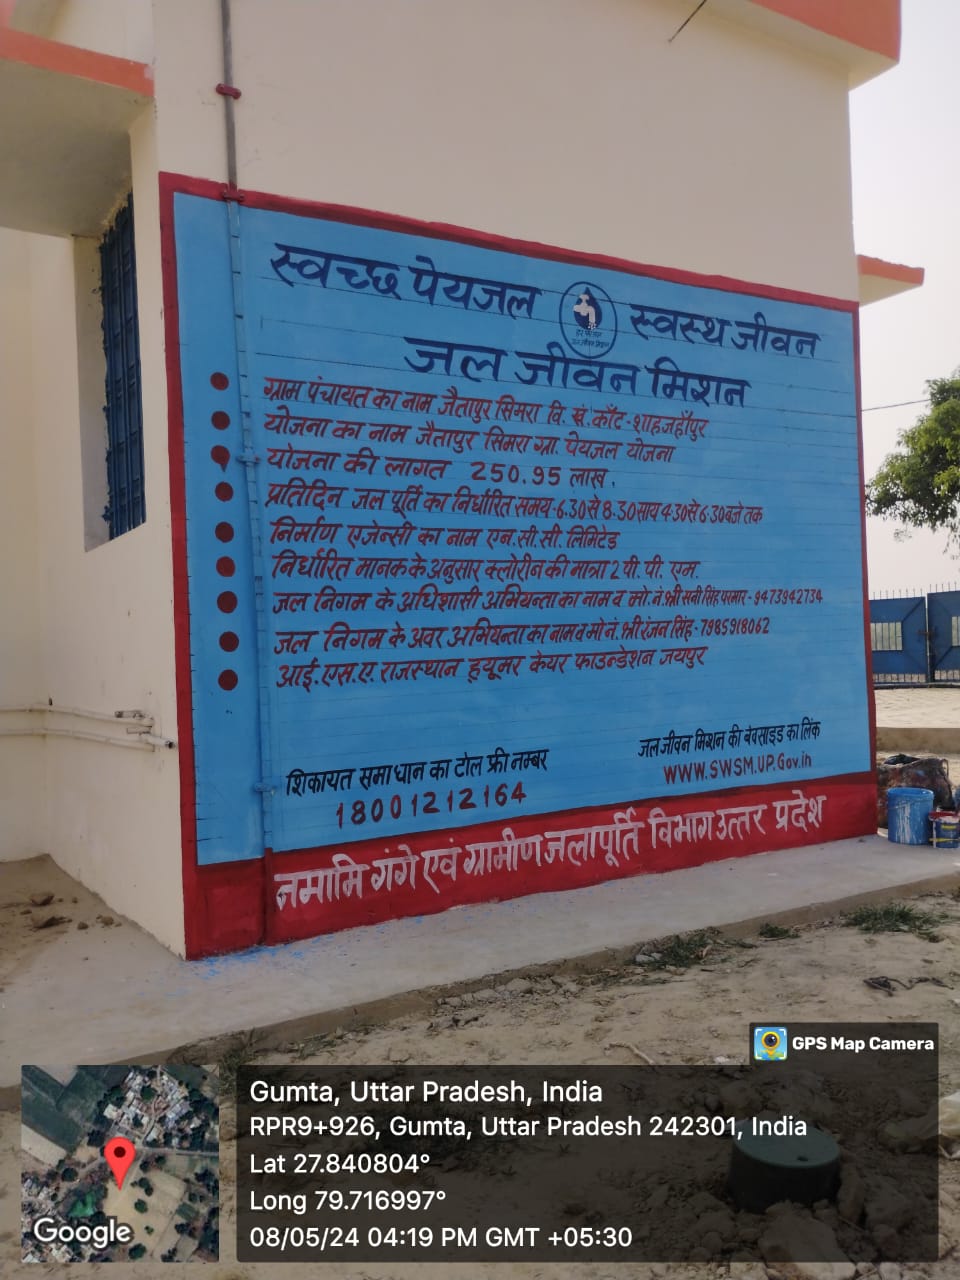 स्वच्छ पेयजल स्वस्थ जीवन
जल जीवन मिशन
ग्राम पंचायत का नाम जैतापुर सिमरा वि. खं. काँट-शाहजहाँपुर
योजना का नाम जैतापुर सिमरा ग्रा. पेयजल योजना
योजना की लागत 250.95 लाख.
प्रतिदिन जल पूर्ति का निर्धारित समय-6.30से 8.30साय 4.30से 6.30बजे तक
निर्माण एजेन्सी का नाम एन.सी.सी. लिमिटेड
निर्धारित मानक के अनुसार क्लोरीन की मात्रा 2 पी. पी. एम.
जल निगम के अधिशासी अभियन्ता का नाम व मो.नं.श्री सनी सिंह परमार - 9473942734
जल निगम के अवर अभियन्ता का नाम व मो नं. श्री रंजन सिंह-7985918062
आई.एस.ए. राजस्थान ह्यूमर केयर फाउन्डेशन जयपुर
शिकायत समाधान का टोल फ्री नम्बर
18001212164
जल जीवन मिशन की वेबसाइड का लिंक
WWW.SWSM.UP.Gov.in
नमामि गंगे एवं ग्रामीण जलापूर्ति विभाग उत्तर प्रदेश
GPS Map Camera
Gumta, Uttar Pradesh, India
RPR9+926, Gumta, Uttar Pradesh 242301, India
Lat 27.840804°
Long 79.716997°
08/05/24 04:19 PM GMT +05:30
Google